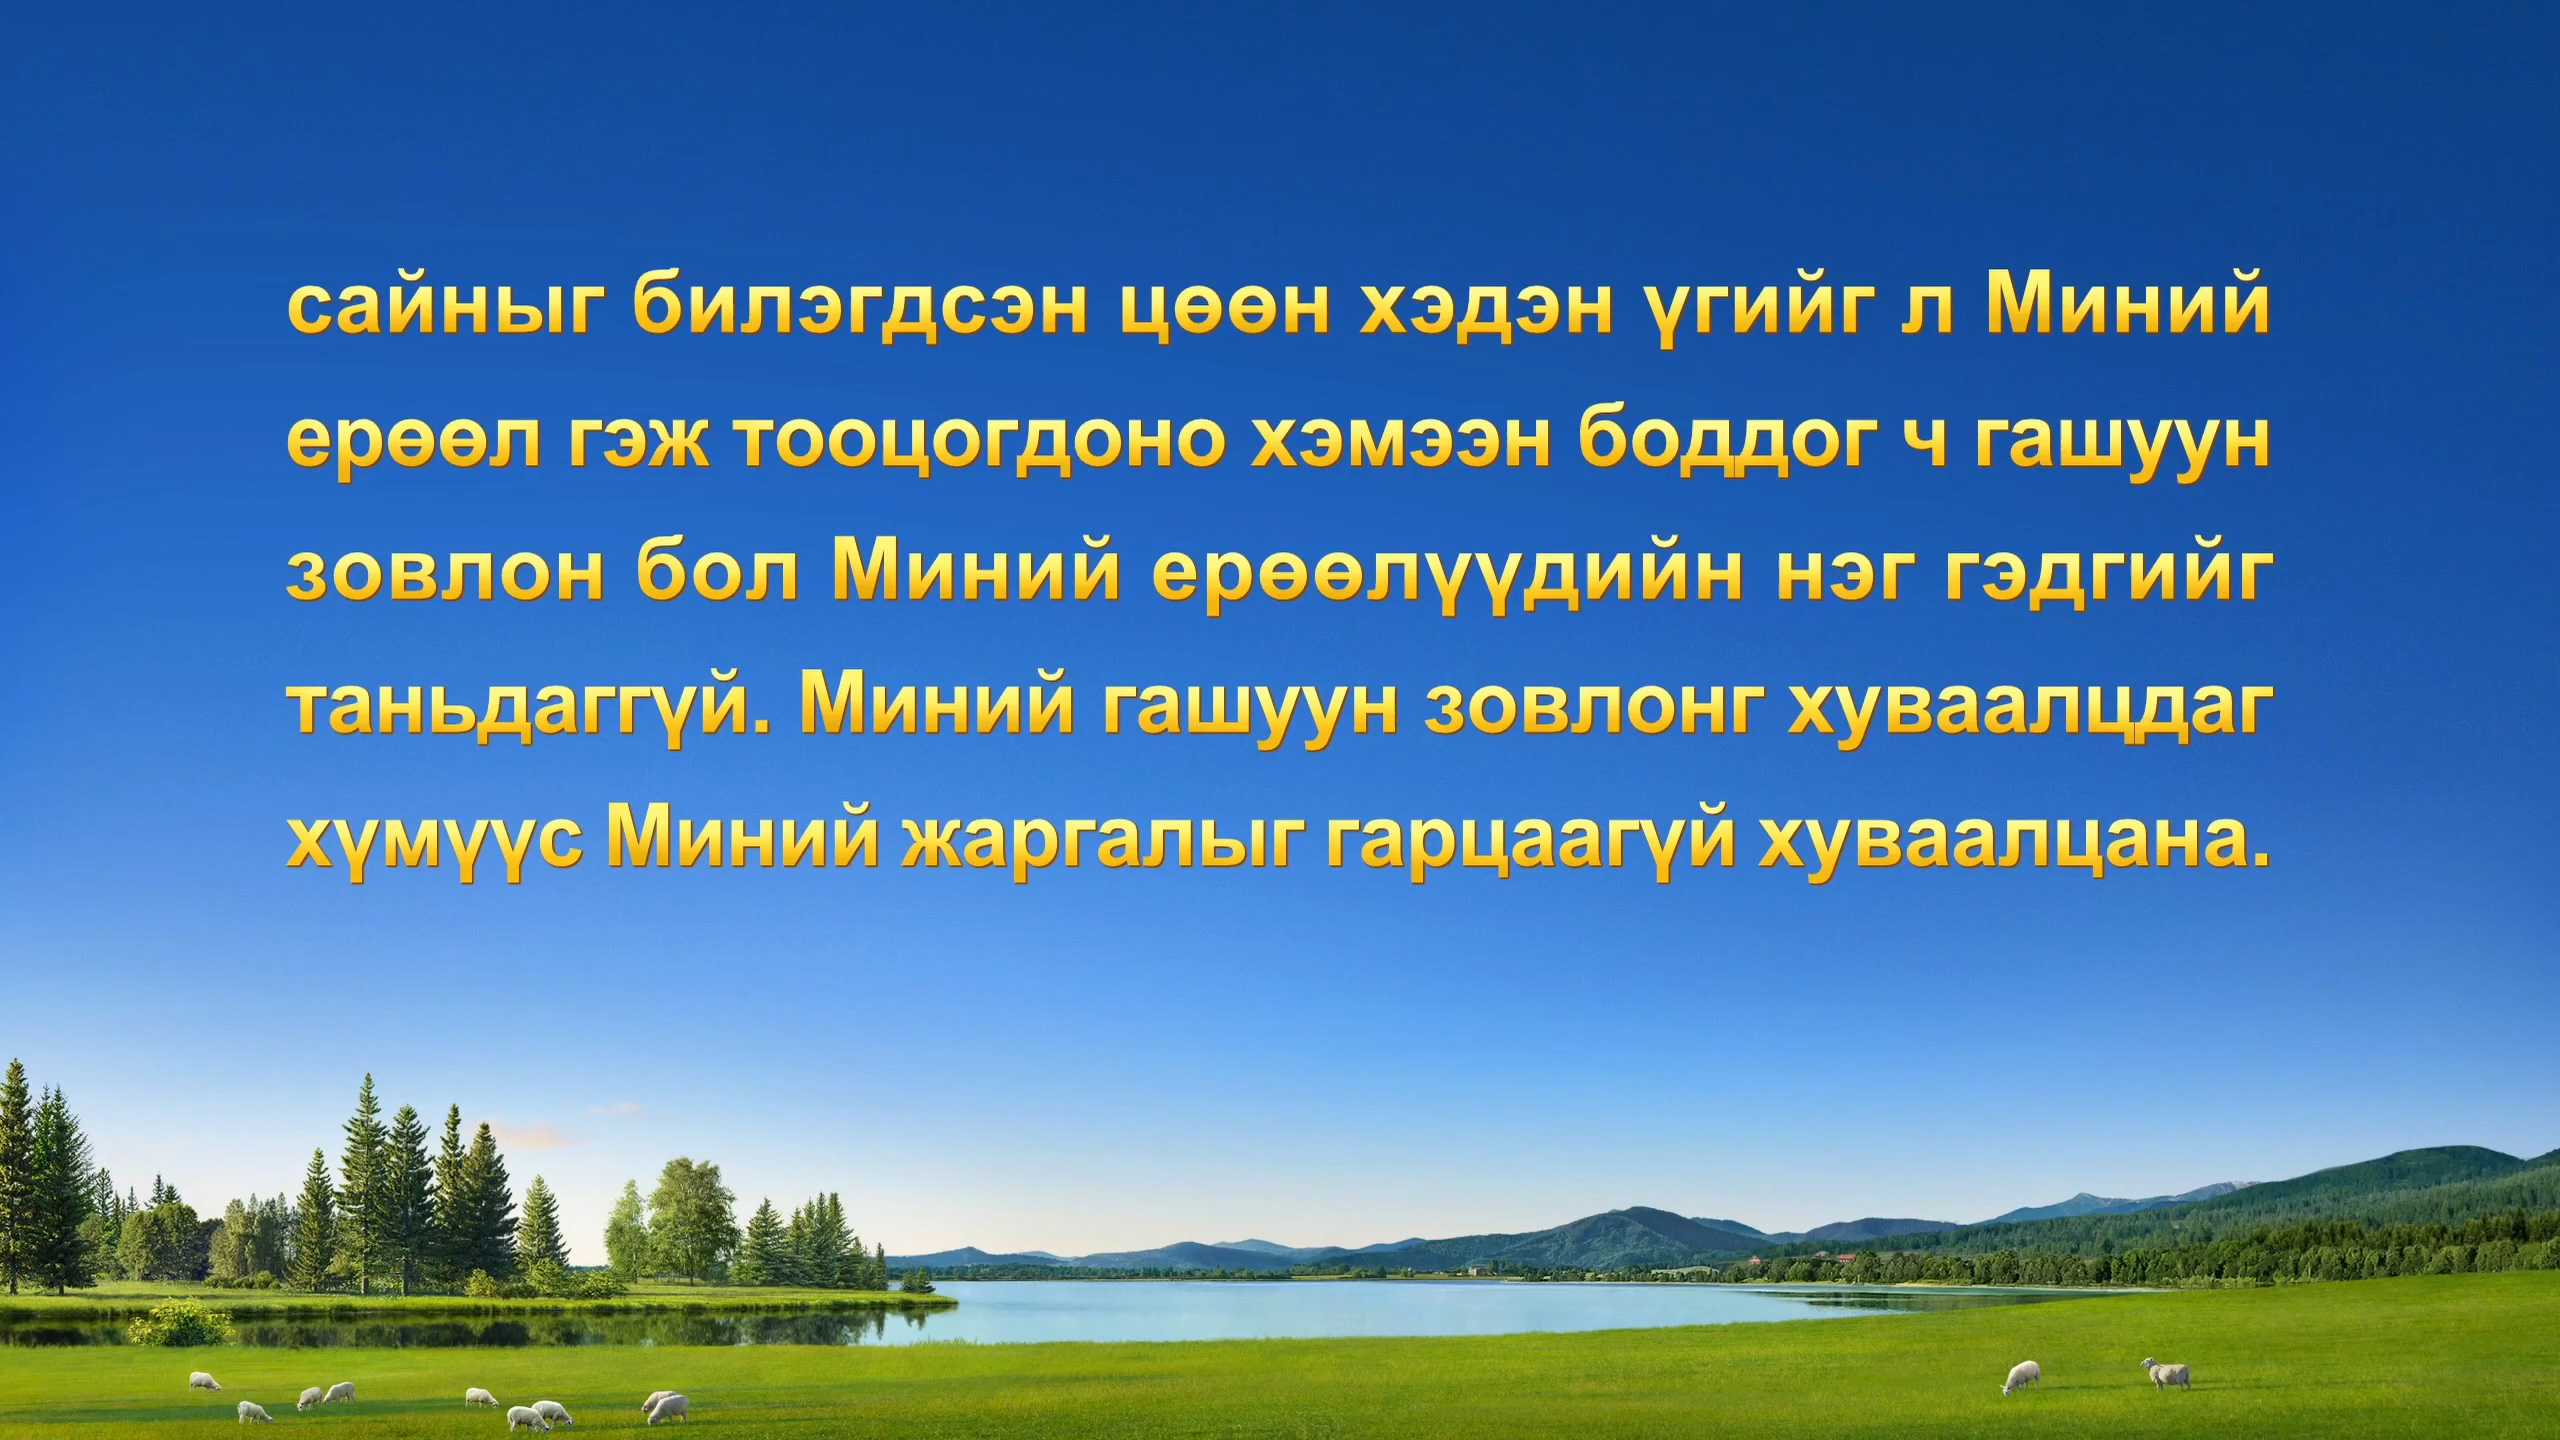 сайныг билэгдсэн цөөн хэдэн үгийг л Миний
ерөөл гэж тооцогдоно хэмээн боддог ч гашуун
зовлон бол Миний ерөөлүүдийн нэг гэдгийг
таньдаггүй. Миний гашуун зовлонг хуваалцдаг
хүмүүс Миний жаргалыг гарцаагүй хуваалцана.